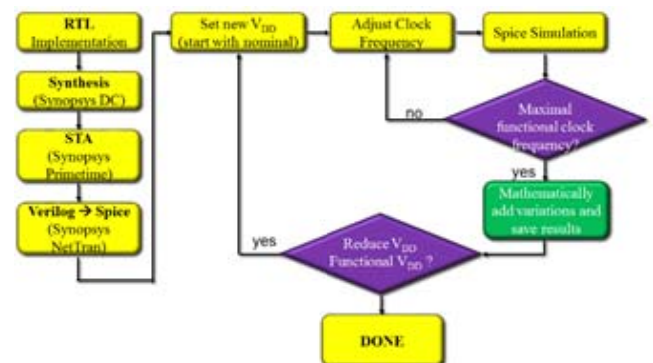 RTL
Implementation
Synthesis
(Synopsys DC)
STA
(Synopsys
Primetime)
Verilog → Spice
(Synopsys
NetTran)
Set new VDD
(start with nominal)
Adjust Clock
Frequency
Spice Simulation
no
Maximal
functional clock
frequency?
yes
Mathematically
add variations and
save results
yes
Reduce VDD
Functional VDD ?
DONE